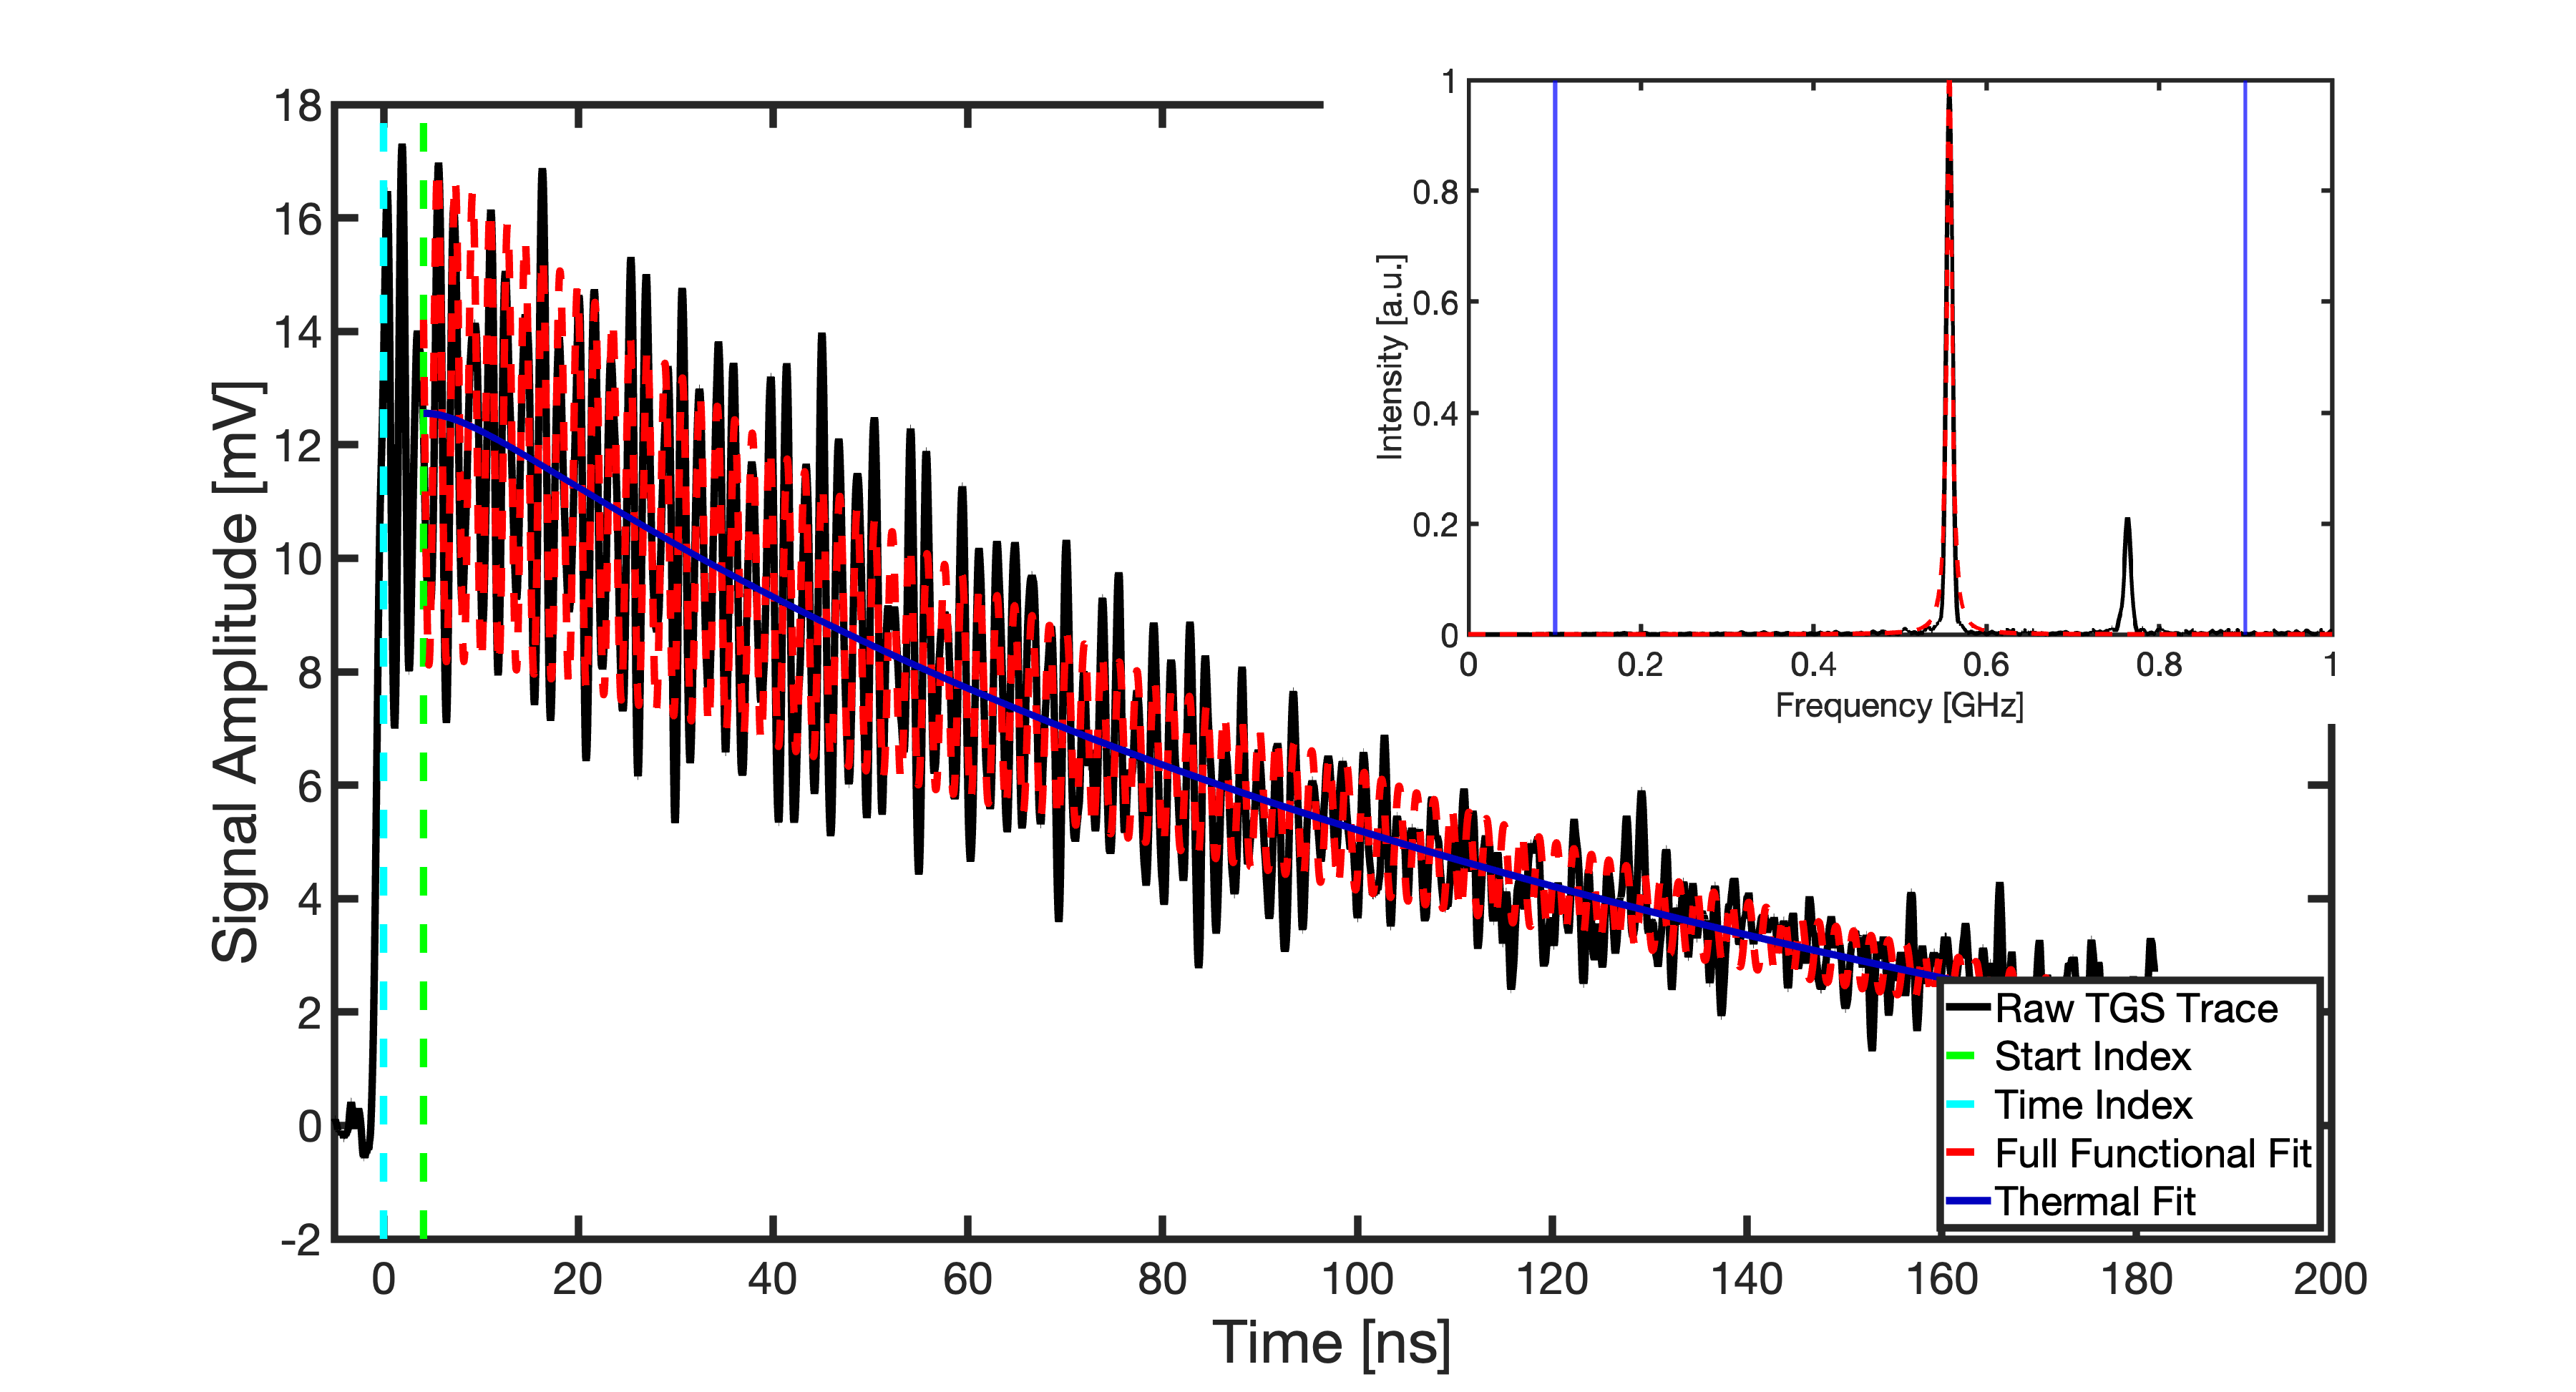 18
16
14
12
10
8
6
4
2
0
-2
Signal Amplitude [mV]
0 20 40 60 80 100 120 140 160 180 200
Time [ns]
1
0.8
0.6
0.4
0.2
0
Intensity [a.u.]
0 0.2 0.4 0.6 0.8 1
Frequency [GHz]
Raw TGS Trace
Start Index
Time Index
Full Functional Fit
Thermal Fit